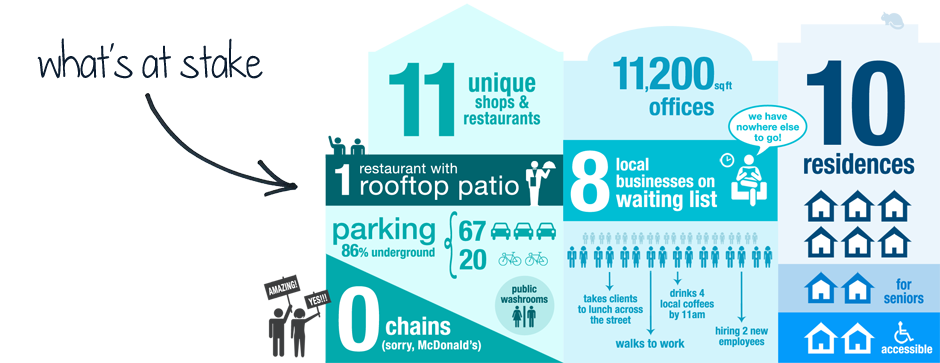 what's at stake
11
unique
shops &
restaurants
1
restaurant with
rooftop patio
parking
86% underground
67
20
AMAZING!
YES!!!
0
chains
(sorry, McDonald's)
public
washrooms
11,200 sq ft
offices
we have
nowhere else
to go!
8
local
businesses on
waiting list
takes clients
to lunch across
the street
walks to work
drinks 4
local coffees
by 11am
hiring 2 new
employees
10
residences
for
seniors
accessible